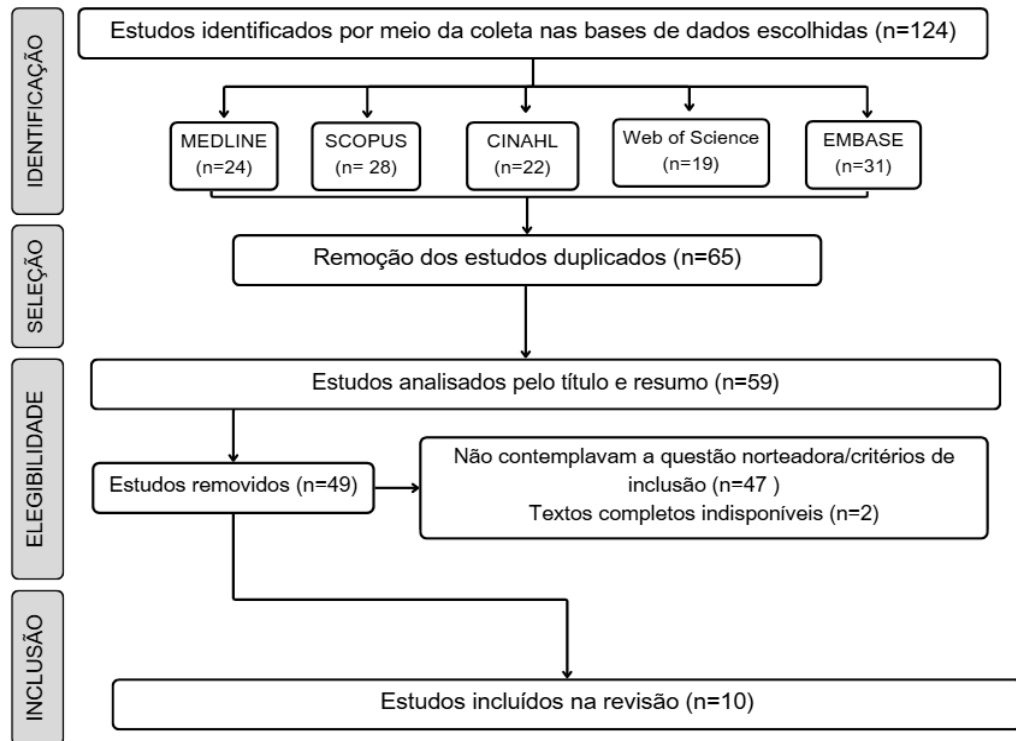 IDENTIFICAÇÃO
Estudos identificados por meio da coleta nas bases de dados escolhidas (n=124)
MEDLINE
(n=24)
SCOPUS
(n= 28)
CINAHL
(n=22)
Web of Science
(n=19)
EMBASE
(n=31)
SELEÇÃO
Remoção dos estudos duplicados (n=65)
ELEGIBILIDADE
Estudos analisados pelo título e resumo (n=59)
Estudos removidos (n=49)
Não contemplavam a questão norteadora/critérios de
inclusão (n=47 )
Textos completos indisponíveis (n=2)
INCLUSÃO
Estudos incluídos na revisão (n=10)